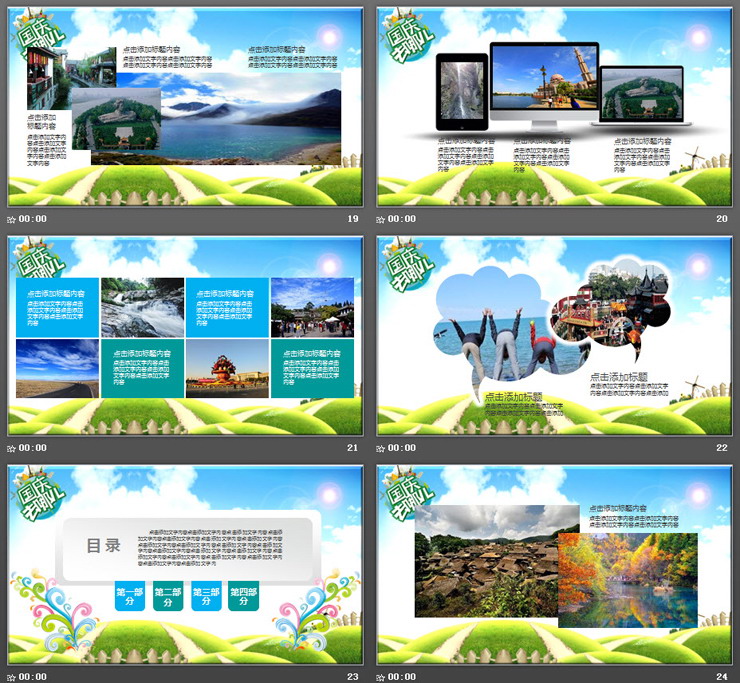 国庆
去哪儿
点击添加标题内容
点击添加文字内容点击添加
文字内容点击添加文字内容
点击添加标题内容
点击添加文字内容点击添加
文字内容点击添加文字内容
点击添加
标题内容
点击添加文字内
容点击添加文字
内容点击添加文
字内容点击添加
文字内容
00:00
19
国庆
去哪儿
点击添加标题内容
点击添加文字内容点击
添加文字内容点击添加
文字内容点击添加文字
内容
点击添加标题内容
点击添加文字内容点击
添加文字内容点击添加
文字内容点击添加文字
内容
点击添加标题内容
点击添加文字内容点击
添加文字内容点击添加
文字内容点击添加文字
内容
00:00
20
国庆
去哪儿
点击添加标题内容
点击添加文字内容点击
添加文字内容点击添加
文字内容点击添加文字
内容
点击添加标题内容
点击添加文字内容点击
添加文字内容点击添加
文字内容点击添加文字
内容
点击添加标题内容
点击添加文字内容点击
添加文字内容点击添加
文字内容点击添加文字
内容
点击添加标题内容
点击添加文字内容点击
添加文字内容点击添加
文字内容点击添加文字
内容
00:00
21
国庆
去哪儿
点击添加标题
点击添加文字内容点击添加文字
内容点击添加文字内容点击添加
点击添加标题
点击添加文字内容点击添加文字
内容点击添加文字内容点击添加
00:00
22
国庆
去哪儿
目录
第一部
分
第二部
分
第三部
分
第四部
分
00:00
23
国庆
去哪儿
点击添加标题内容
点击添加文字内容点击添加
文字内容点击添加文字内容
00:00
24